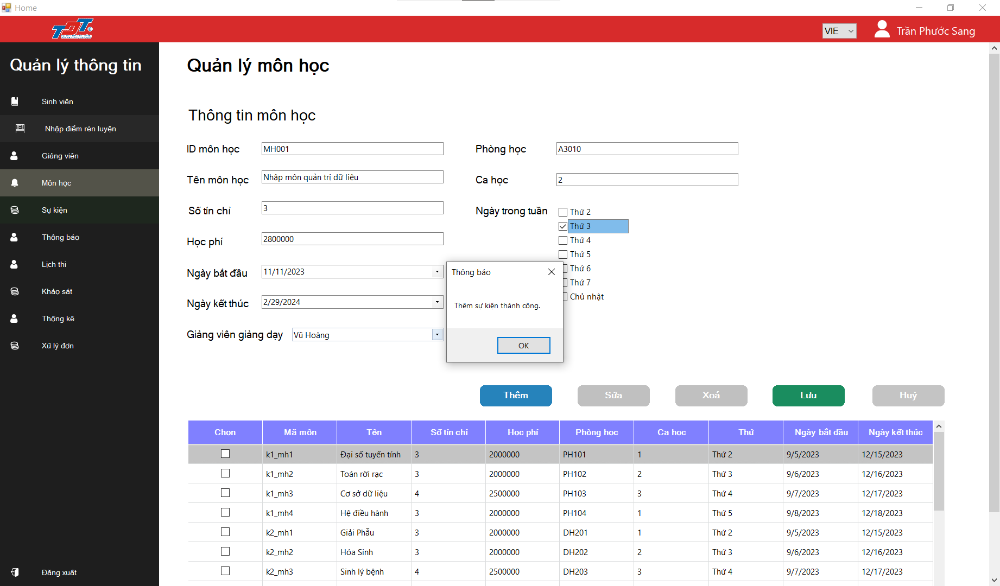 Home
TDT
VIE
Trần Phước Sang
Quản lý thông tin
Sinh viên
Nhập điểm rèn luyện
Giảng viên
Môn học
Sự kiện
Thông báo
Lịch thi
Khảo sát
Thống kê
Xử lý đơn
Đăng xuất
Quản lý môn học
Thông tin môn học
ID môn học MH001
Tên môn học Nhập môn quản trị dữ liệu
Số tín chỉ 3
Học phí 2800000
Ngày bắt đầu 11/11/2023
Ngày kết thúc 2/29/2024
Giảng viên giảng dạy Vũ Hoàng
Phòng học A3010
Ca học 2
Ngày trong tuần
Thứ 2
Thứ 3
Thứ 4
Thứ 5
Thứ 6
Thứ 7
Chủ nhật
Thông báo
Thêm sự kiện thành công.
OK
Thêm Sửa Xoá Lưu Huỷ
Chọn Mã môn Tên Số tín chỉ Học phí Phòng học Ca học Thứ Ngày bắt đầu Ngày kết thúc
k1_mh1 Đại số tuyến tính 3 2000000 PH101 1 Thứ 2 9/5/2023 12/15/2023
k1_mh2 Toán rời rạc 3 2000000 PH102 2 Thứ 3 9/6/2023 12/16/2023
k1_mh3 Cơ sở dữ liệu 4 2500000 PH103 3 Thứ 4 9/7/2023 12/17/2023
k1_mh4 Hệ điều hành 3 2000000 PH104 1 Thứ 5 9/8/2023 12/18/2023
k2_mh1 Giải Phẫu 3 2000000 DH201 1 Thứ 2 9/5/2023 12/15/2023
k2_mh2 Hóa Sinh 3 2000000 DH202 2 Thứ 3 9/6/2023 12/16/2023
k2_mh3 Sinh lý bệnh 4 2500000 DH203 3 Thứ 4 9/7/2023 12/17/2023